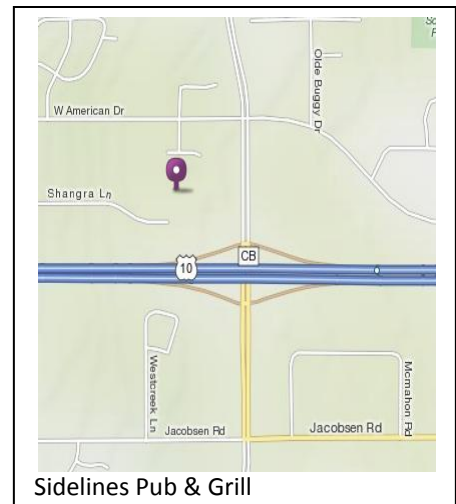 W American Dr
Olde Buggy Dr
Shangra Ln
CB
10
Westcreek Ln
Mcmahon Rd
Jacobsen Rd
Jacobsen Rd
Sidelines Pub & Grill